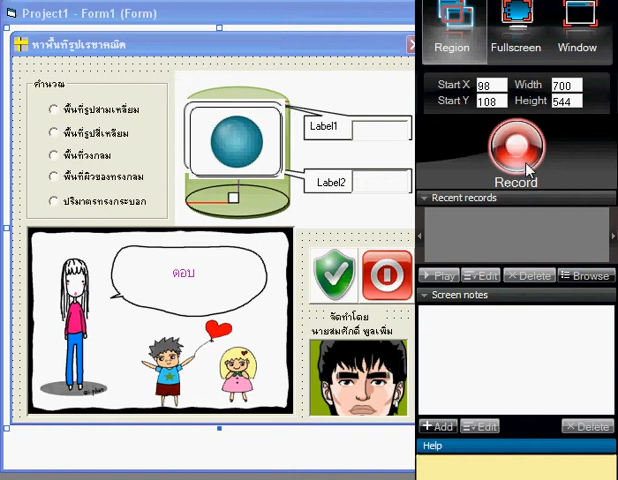 Project1 - Form1 (Form)
หาพื้นที่รูปเรขาคณิต
คำนวณ
พื้นที่รูปสามเหลี่ยม
พื้นที่รูปสี่เหลี่ยม
พื้นที่วงกลม
พื้นที่ผิวของทรงกลม
ปริมาตรทรงกระบอก
Label1
Label2
ตอบ
จัดทำโดย
นายสมศักดิ์ พูลเพิ่ม
Region Fullscreen Window
Start X 98 Width 700
Start Y 108 Height 544
Record
Recent records
Play Edit Delete Browse
Screen notes
Add Edit Delete
Help